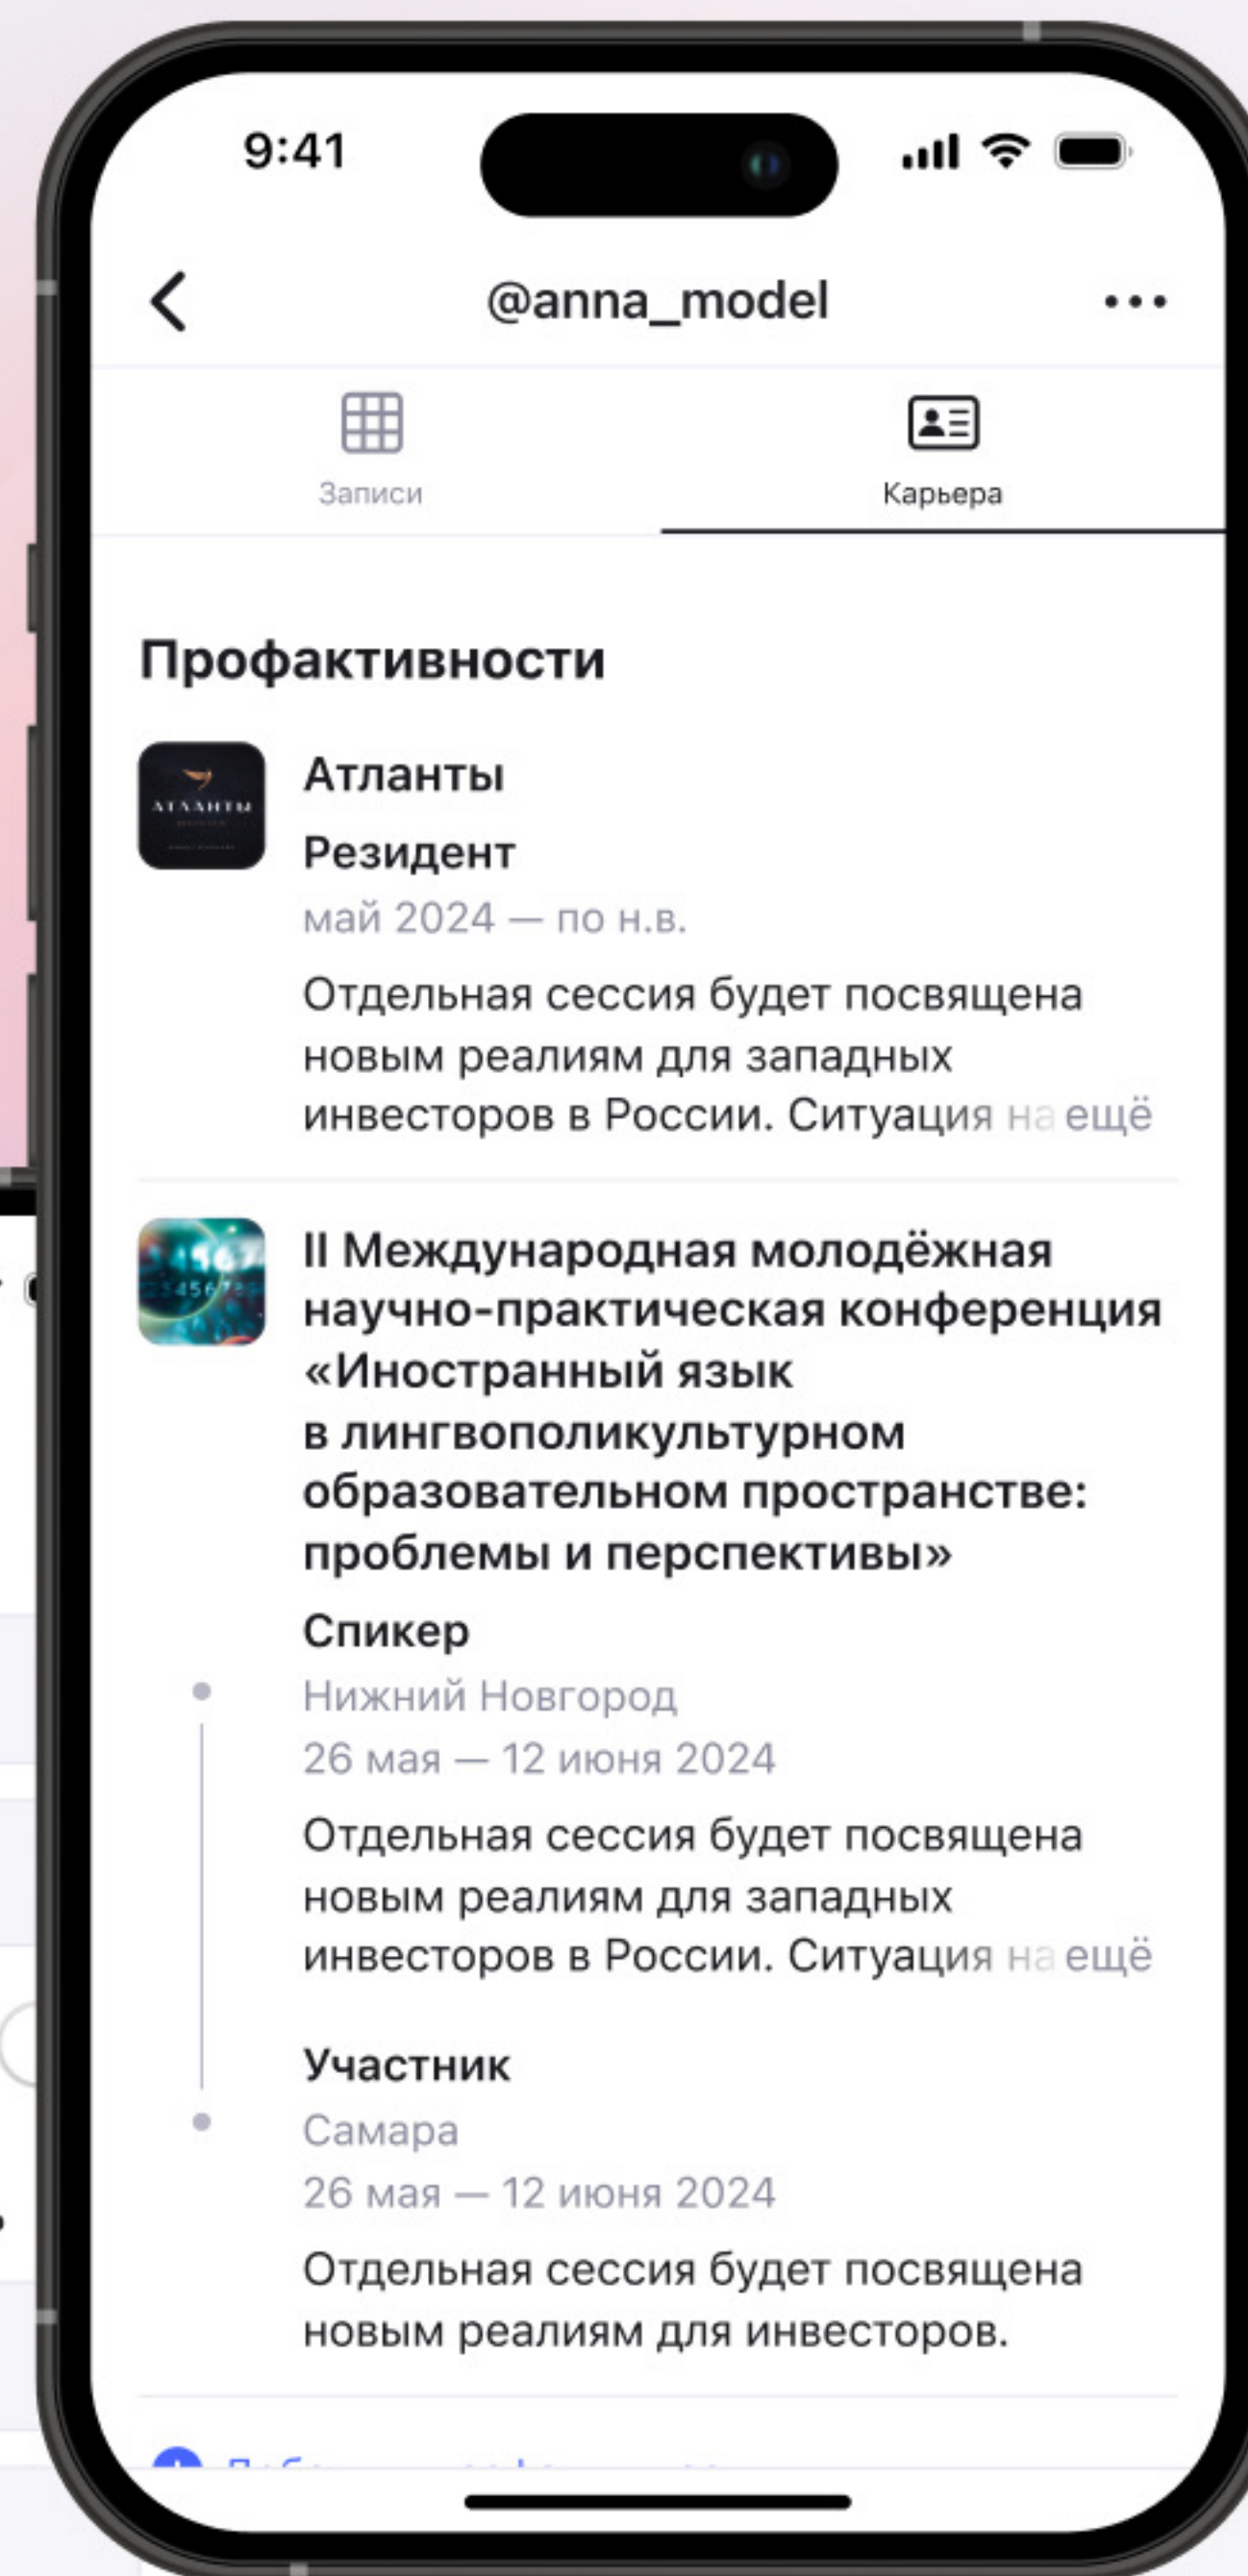 9:41
@anna_model
Записи
Карьера
Профактивности
АТЛАНТЫ
Атланты
Резидент
май 2024 — по н.в.
Отдельная сессия будет посвящена
новым реалиям для западных
инвесторов в России. Ситуация на ещё
II Международная молодёжная
научно-практическая конференция
«Иностранный язык
в лингвополикультурном
образовательном пространстве:
проблемы и перспективы»
Спикер
Нижний Новгород
26 мая — 12 июня 2024
Отдельная сессия будет посвящена
новым реалиям для западных
инвесторов в России. Ситуация на ещё
Участник
Самара
26 мая — 12 июня 2024
Отдельная сессия будет посвящена
новым реалиям для инвесторов.